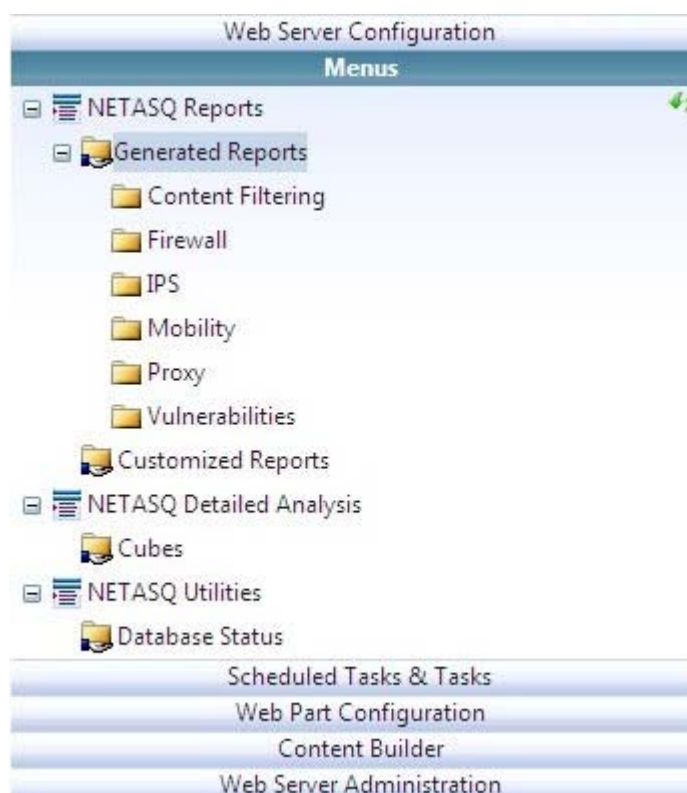 Web Server Configuration
Menus
NETASQ Reports
Generated Reports
Content Filtering
Firewall
IPS
Mobility
Proxy
Vulnerabilities
Customized Reports
NETASQ Detailed Analysis
Cubes
NETASQ Utilities
Database Status
Scheduled Tasks & Tasks
Web Part Configuration
Content Builder
Web Server Administration